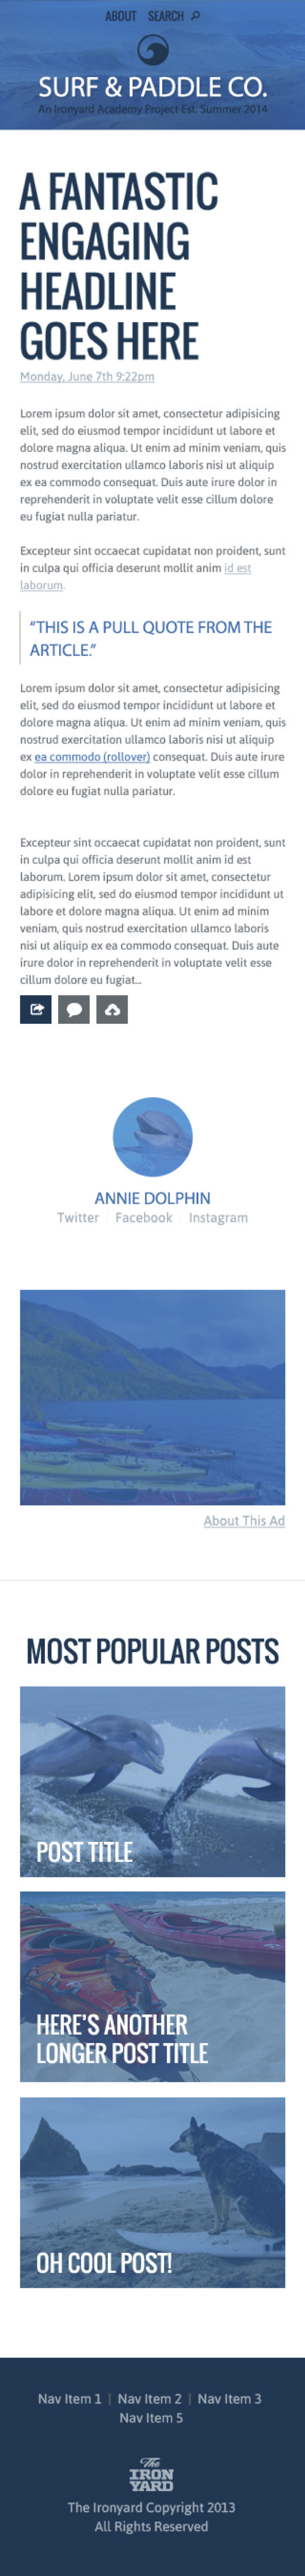 ABOUT SEARCH
SURF & PADDLE CO.
An Ironyard Academy Project Est. Summer 2014
A FANTASTIC
ENGAGING
HEADLINE
GOES HERE
Monday, June 7th 9:22pm
Lorem ipsum dolor sit amet, consectetur adipisicing
elit, sed do eiusmod tempor incididunt ut labore et
dolore magna aliqua. Ut enim ad minim veniam, quis
nostrud exercitation ullamco laboris nisi ut aliquip
ex ea commodo consequat. Duis aute irure dolor in
reprehenderit in voluptate velit esse cillum dolore
eu fugiat nulla pariatur.
Excepteur sint occaecat cupidatat non proident, sunt
in culpa qui officia deserunt mollit anim id est
laborum.
“THIS IS A PULL QUOTE FROM THE
ARTICLE.”
Lorem ipsum dolor sit amet, consectetur adipisicing
elit, sed do eiusmod tempor incididunt ut labore et
dolore magna aliqua. Ut enim ad minim veniam, quis
nostrud exercitation ullamco laboris nisi ut aliquip
ex ea commodo (rollover) consequat. Duis aute irure
dolor in reprehenderit in voluptate velit esse cillum
dolore eu fugiat nulla pariatur.
Excepteur sint occaecat cupidatat non proident, sunt
in culpa qui officia deserunt mollit anim id est
laborum. Lorem ipsum dolor sit amet, consectetur
adipisicing elit, sed do eiusmod tempor incididunt ut
labore et dolore magna aliqua. Ut enim ad minim
veniam, quis nostrud exercitation ullamco laboris
nisi ut aliquip ex ea commodo consequat. Duis aute
irure dolor in reprehenderit in voluptate velit esse
cillum dolore eu fugiat...
ANNIE DOLPHIN
Twitter | Facebook | Instagram
About This Ad
MOST POPULAR POSTS
POST TITLE
HERE'S ANOTHER
LONGER POST TITLE
OH COOL POST!
Nav Item 1 | Nav Item 2 | Nav Item 3
Nav Item 5
The
IRON
YARD
The Ironyard Copyright 2013
All Rights Reserved